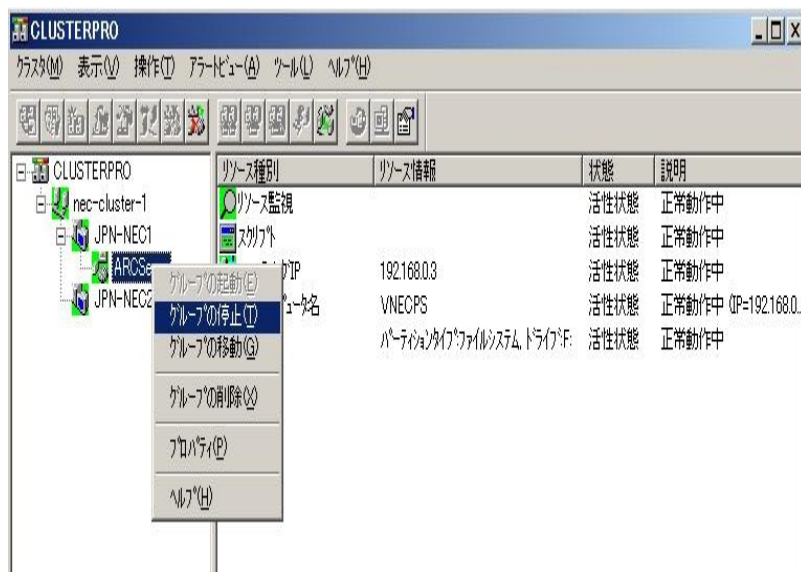 CLUSTERPRO
クラスタ(M) 表示(V) 操作(T) アラートビュー(A) ツール(L) ヘルプ(H)
CLUSTERPRO
nec-cluster-1
JPN-NEC1
ARCSe
JPN-NEC2
リソース種別 リソース情報 状態 説明
リソース監視 活性状態 正常動作中
スクリプト 活性状態 正常動作中
IP 192.168.0.3 活性状態 正常動作中
ュータ名 VNECPS 活性状態 正常動作中 (IP=192.168.0...
パーティションタイプ:ファイルシステム, ドライブ:F: 活性状態 正常動作中
グループの起動(E)
グループの停止(T)
グループの移動(G)
グループの削除(X)
プロパティ(P)
ヘルプ(H)